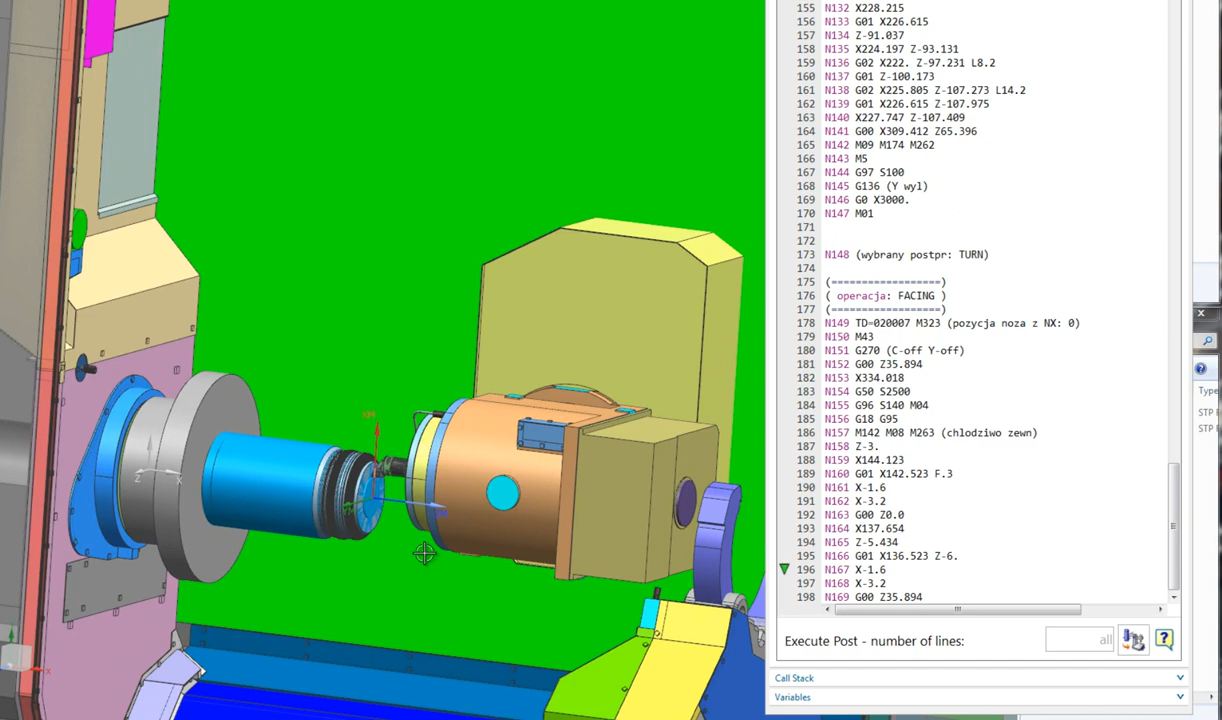 155 N132 X228.215
156 N133 G01 X226.615
157 N134 Z-91.037
158 N135 X224.197 Z-93.131
159 N136 G02 X222. Z-97.231 L8.2
160 N137 G01 Z-100.173
161 N138 G02 X225.805 Z-107.273 L14.2
162 N139 G01 X226.615 Z-107.975
163 N140 X227.747 Z-107.409
164 N141 G00 X309.412 Z65.396
165 N142 M09 M174 M262
166 N143 M5
167 N144 G97 S100
168 N145 G136 (Y wyl)
169 N146 G0 X3000.
170 N147 M01
171
172
173 N148 (wybrany postpr: TURN)
174
175 (==================)
176 ( operacja: FACING )
177 (==================)
178 N149 TD=020007 M323 (pozycja noza z NX: 0)
179 N150 M43
180 N151 G270 (C-off Y-off)
181 N152 G00 Z35.894
182 N153 X334.018
183 N154 G50 S2500
184 N155 G96 S140 M04
185 N156 G18 G95
186 N157 M142 M08 M263 (chlodziwo zewn)
187 N158 Z-3.
188 N159 X144.123
189 N160 G01 X142.523 F.3
190 N161 X-1.6
191 N162 X-3.2
192 N163 G00 Z0.0
193 N164 X137.654
194 N165 Z-5.434
195 N166 G01 X136.523 Z-6.
196 N167 X-1.6
197 N168 X-3.2
198 N169 G00 Z35.894
Execute Post - number of lines:
all
Call Stack
Variables
Type
STP
STP
Z
X
X